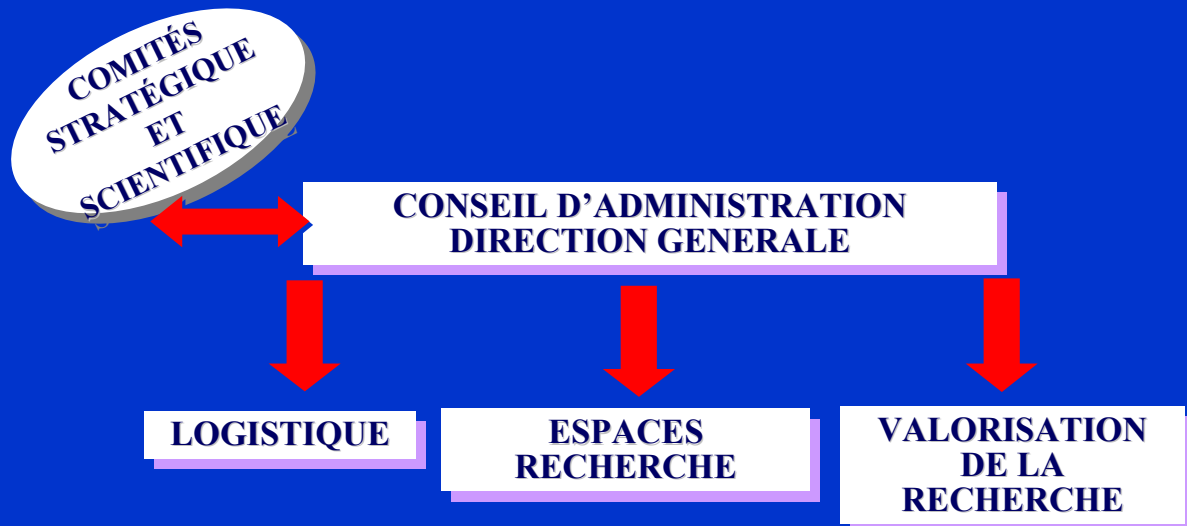 COMITÉS
STRATÉGIQUE
ET
SCIENTIFIQUE
CONSEIL D’ADMINISTRATION
DIRECTION GENERALE
LOGISTIQUE
ESPACES
RECHERCHE
VALORISATION
DE LA
RECHERCHE